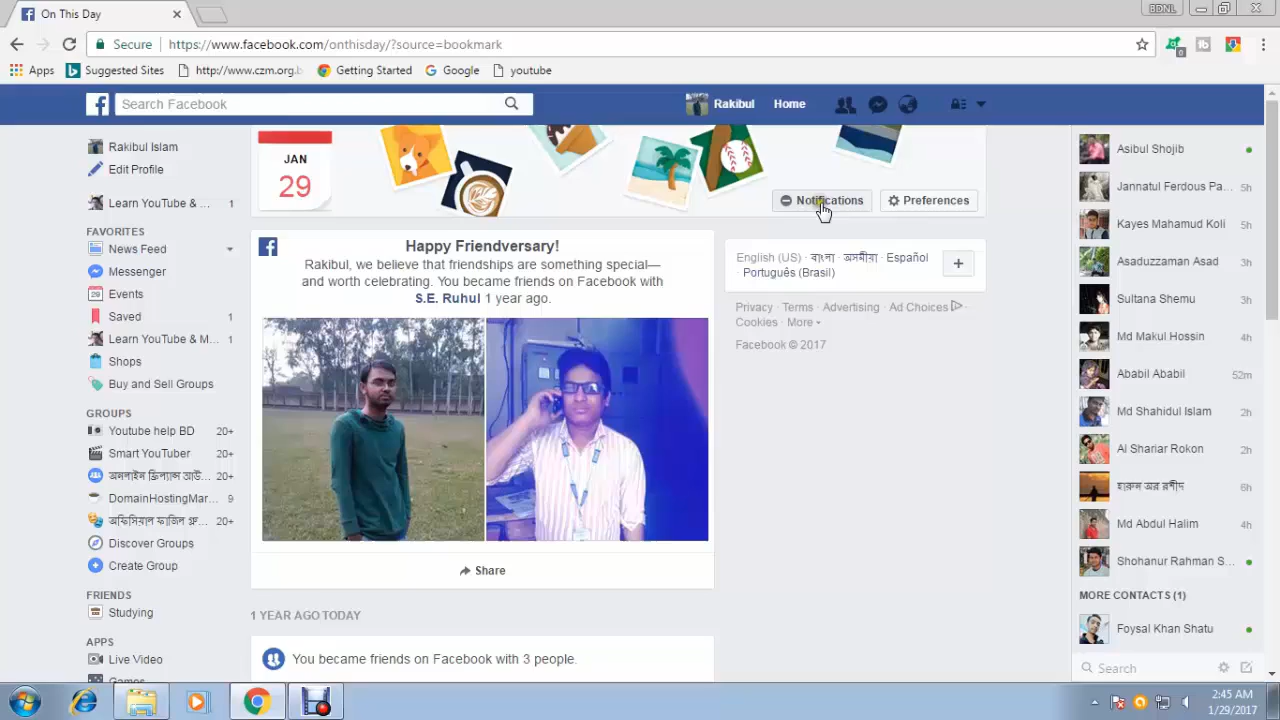 On This Day
BDNL
Secure https://www.facebook.com/onthisday/?source=bookmark
Apps Suggested Sites http://www.czm.org.b Getting Started Google youtube
Search Facebook
Rakibul Home
Rakibul Islam
Edit Profile
Learn YouTube & ... 1
FAVORITES
News Feed
Messenger
Events
Saved 1
Learn YouTube & M... 1
Shops
Buy and Sell Groups
GROUPS
Youtube help BD 20+
Smart YouTuber 20+
অনলাইন ফ্রিল্যান্স আউ... 20+
DomainHostingMar... 9
20+
Discover Groups
Create Group
FRIENDS
Studying
APPS
Live Video
Games
JAN
29
Notifications Preferences
Happy Friendversary!
Rakibul, we believe that friendships are something special—
and worth celebrating. You became friends on Facebook with
S.E. Ruhul 1 year ago.
Share
1 YEAR AGO TODAY
You became friends on Facebook with 3 people.
English (US) · বাংলা · অসমীয়া · Español
· Português (Brasil)
Privacy · Terms · Advertising · Ad Choices ·
Cookies · More
Facebook © 2017
Asibul Shojib
Jannatul Ferdous Pa... 5h
Kayes Mahamud Koli 5h
Asaduzzaman Asad 3h
Sultana Shemu 3h
Md Makul Hossin 4h
Ababil Ababil 52m
Md Shahidul Islam 2h
Al Shariar Rokon 2h
হারুন অর রশীদ 6h
Md Abdul Halim 4h
Shohanur Rahman S...
MORE CONTACTS (1)
Foysal Khan Shatu
Search
2:45 AM
1/29/2017